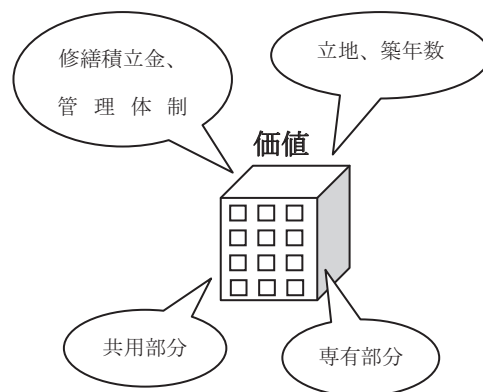 修繕積立金、
管理体制
立地、築年数
価値
共用部分
専有部分